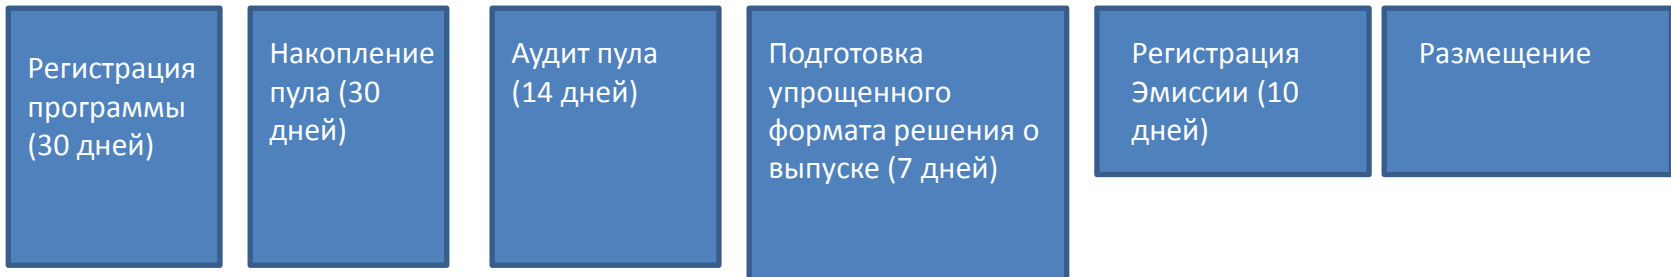 Регистрация
программы
(30 дней)
Накопление
пула (30
дней)
Аудит пула
(14 дней)
Подготовка
упрощенного
формата решения о
выпуске (7 дней)
Регистрация
Эмиссии (10
дней)
Размещение